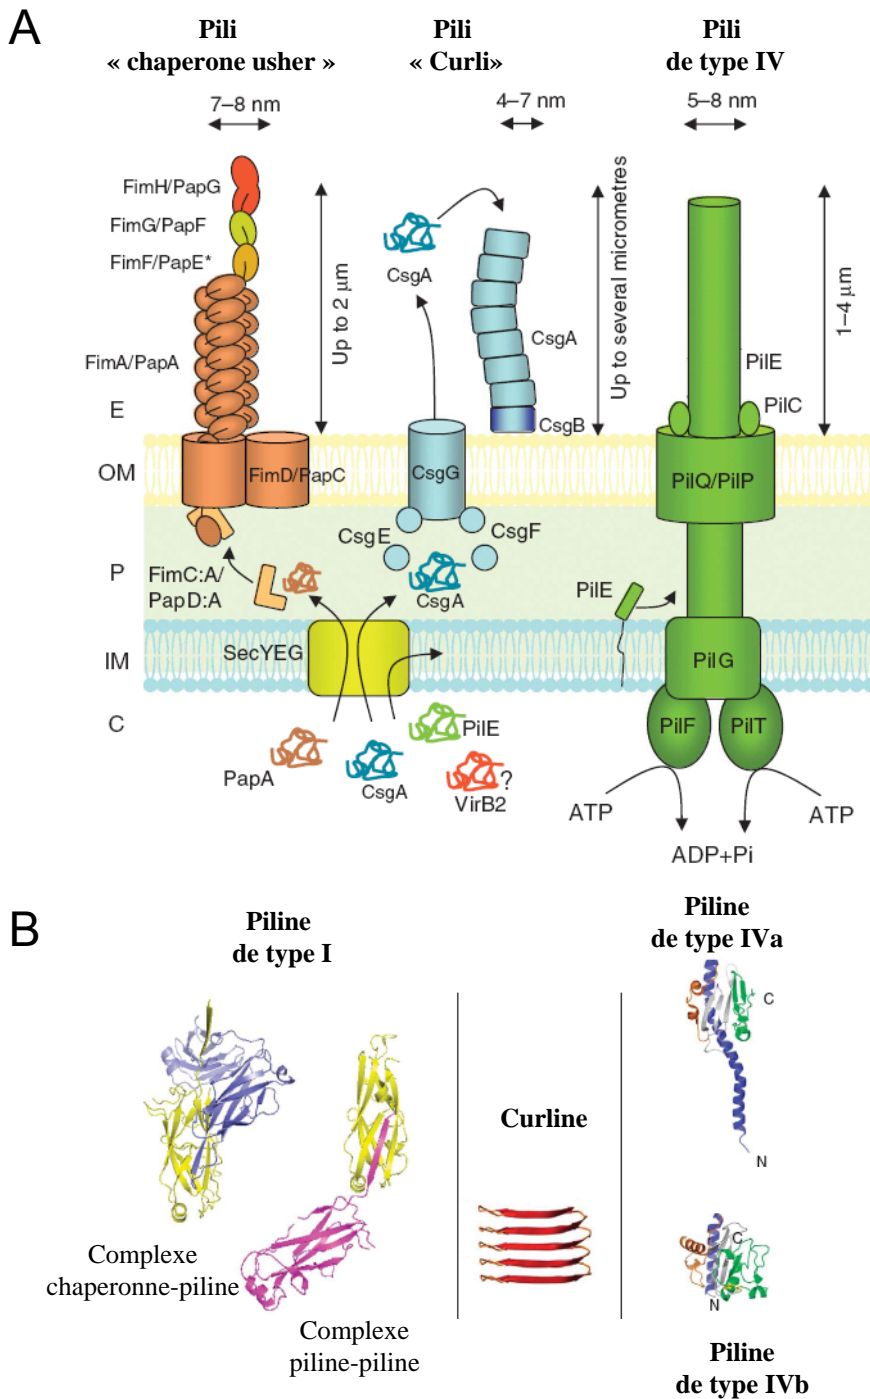 A
Pili
« chaperone usher »
Pili
« Curli»
Pili
de type IV
7–8 nm
4–7 nm
5–8 nm
FimH/PapG
FimG/PapF
FimF/PapE*
FimA/PapA
Up to 2 μm
CsgA
CsgA
CsgB
Up to several micrometres
PilE
PilC
1–4 μm
E
OM
FimD/PapC
CsgG
PilQ/PilP
P
CsgE
CsgF
FimC:A/
PapD:A
CsgA
PilE
IM
SecYEG
PilG
C
PilE
PilF
PilT
PapA
CsgA
VirB2
?
ATP
ATP
ADP+Pi
B
Piline
de type I
Piline
de type IVa
C
N
Curline
Complexe
chaperonne-piline
Complexe
piline-piline
C
N
Piline
de type IVb